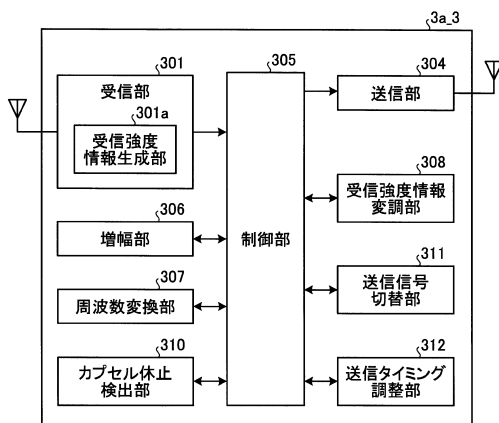 3a_3
301
受信部
301a
受信強度
情報生成部
305
制御部
304
送信部
308
受信強度情報
変調部
306
増幅部
307
周波数変換部
311
送信信号
切替部
310
カプセル休止
検出部
312
送信タイミング
調整部